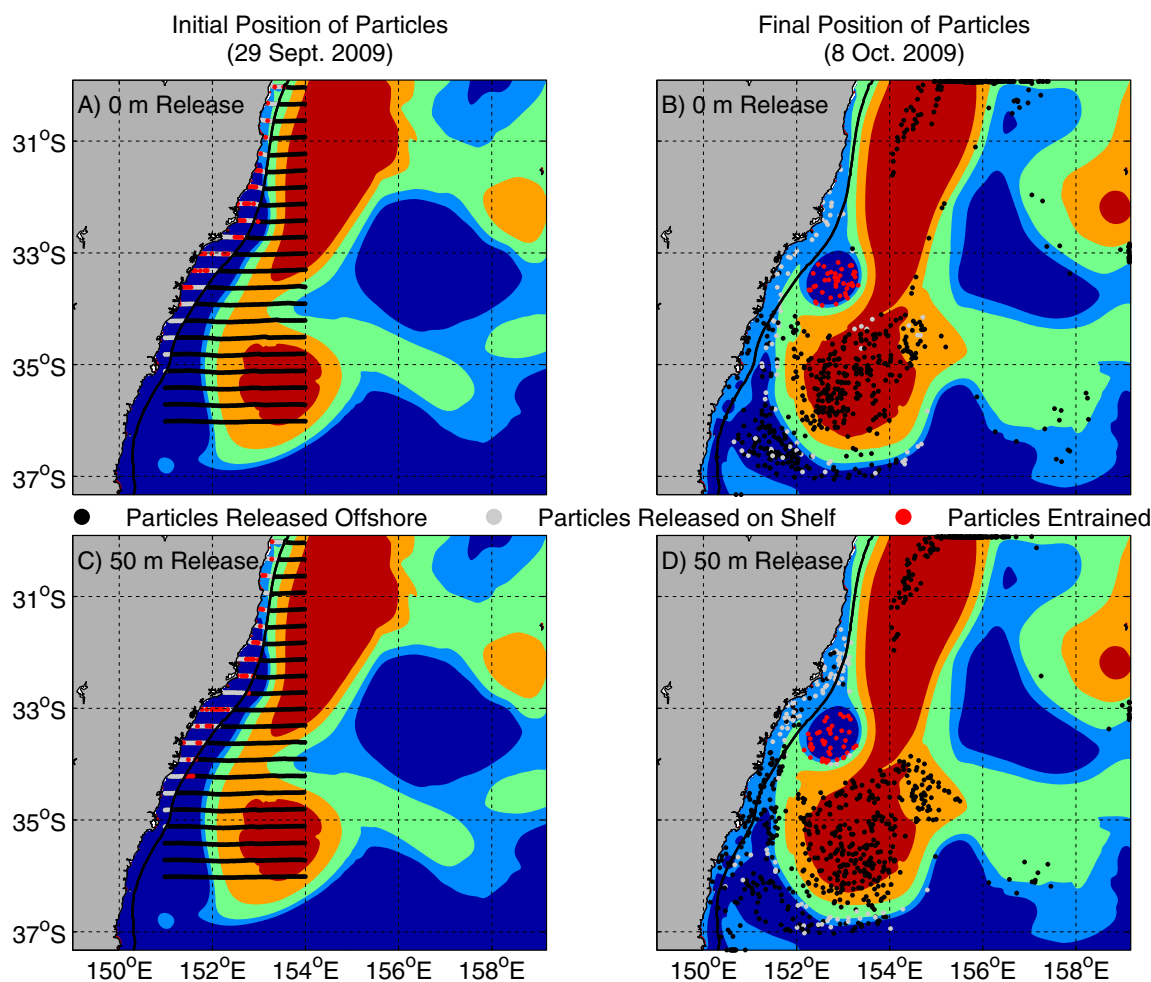 Initial Position of Particles
(29 Sept. 2009)
Final Position of Particles
(8 Oct. 2009)
A) 0 m Release
B) 0 m Release
31°S
33°S
35°S
37°S
Particles Released Offshore
Particles Released on Shelf
Particles Entrained
C) 50 m Release
D) 50 m Release
31°S
33°S
35°S
37°S
150°E 152°E 154°E 156°E 158°E
150°E 152°E 154°E 156°E 158°E